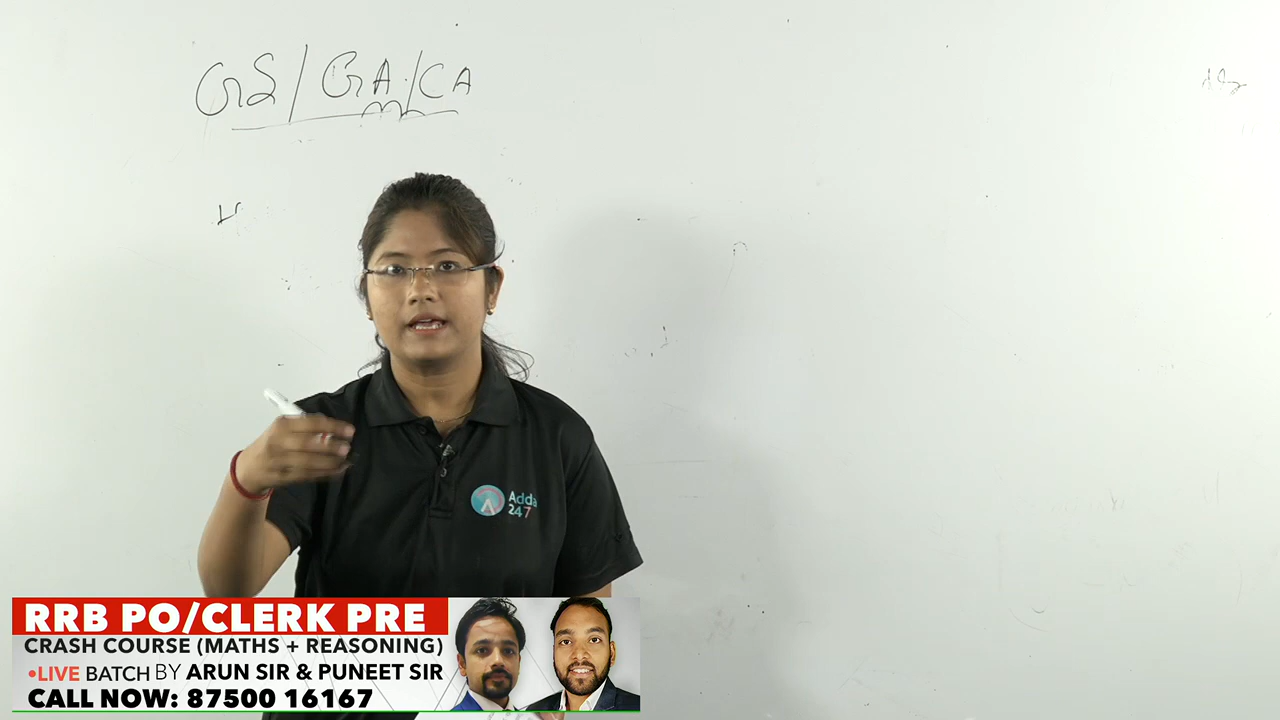 GS / GA / CA
Adda
247
RRB PO/CLERK PRE
CRASH COURSE (MATHS + REASONING)
•LIVE BATCH BY ARUN SIR & PUNEET SIR
CALL NOW: 87500 16167